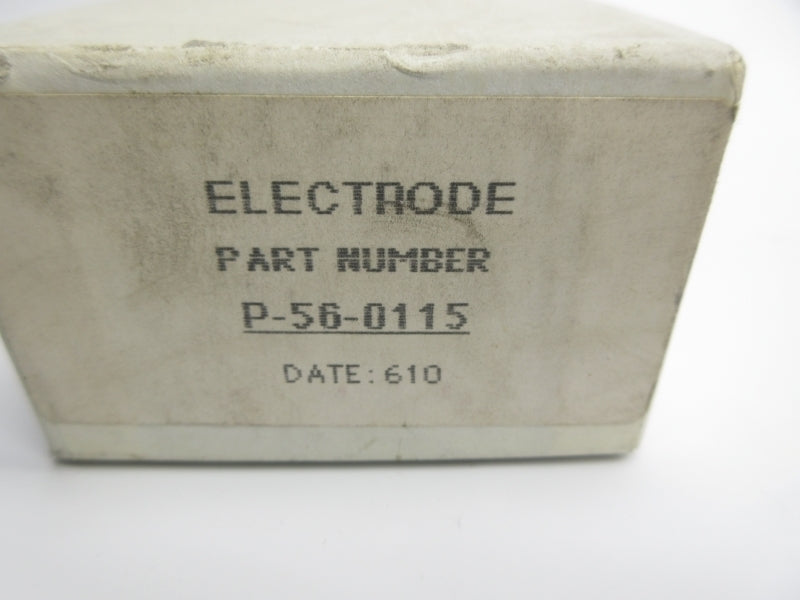 ELECTRODE
PART NUMBER
P-56-0115
DATE:610